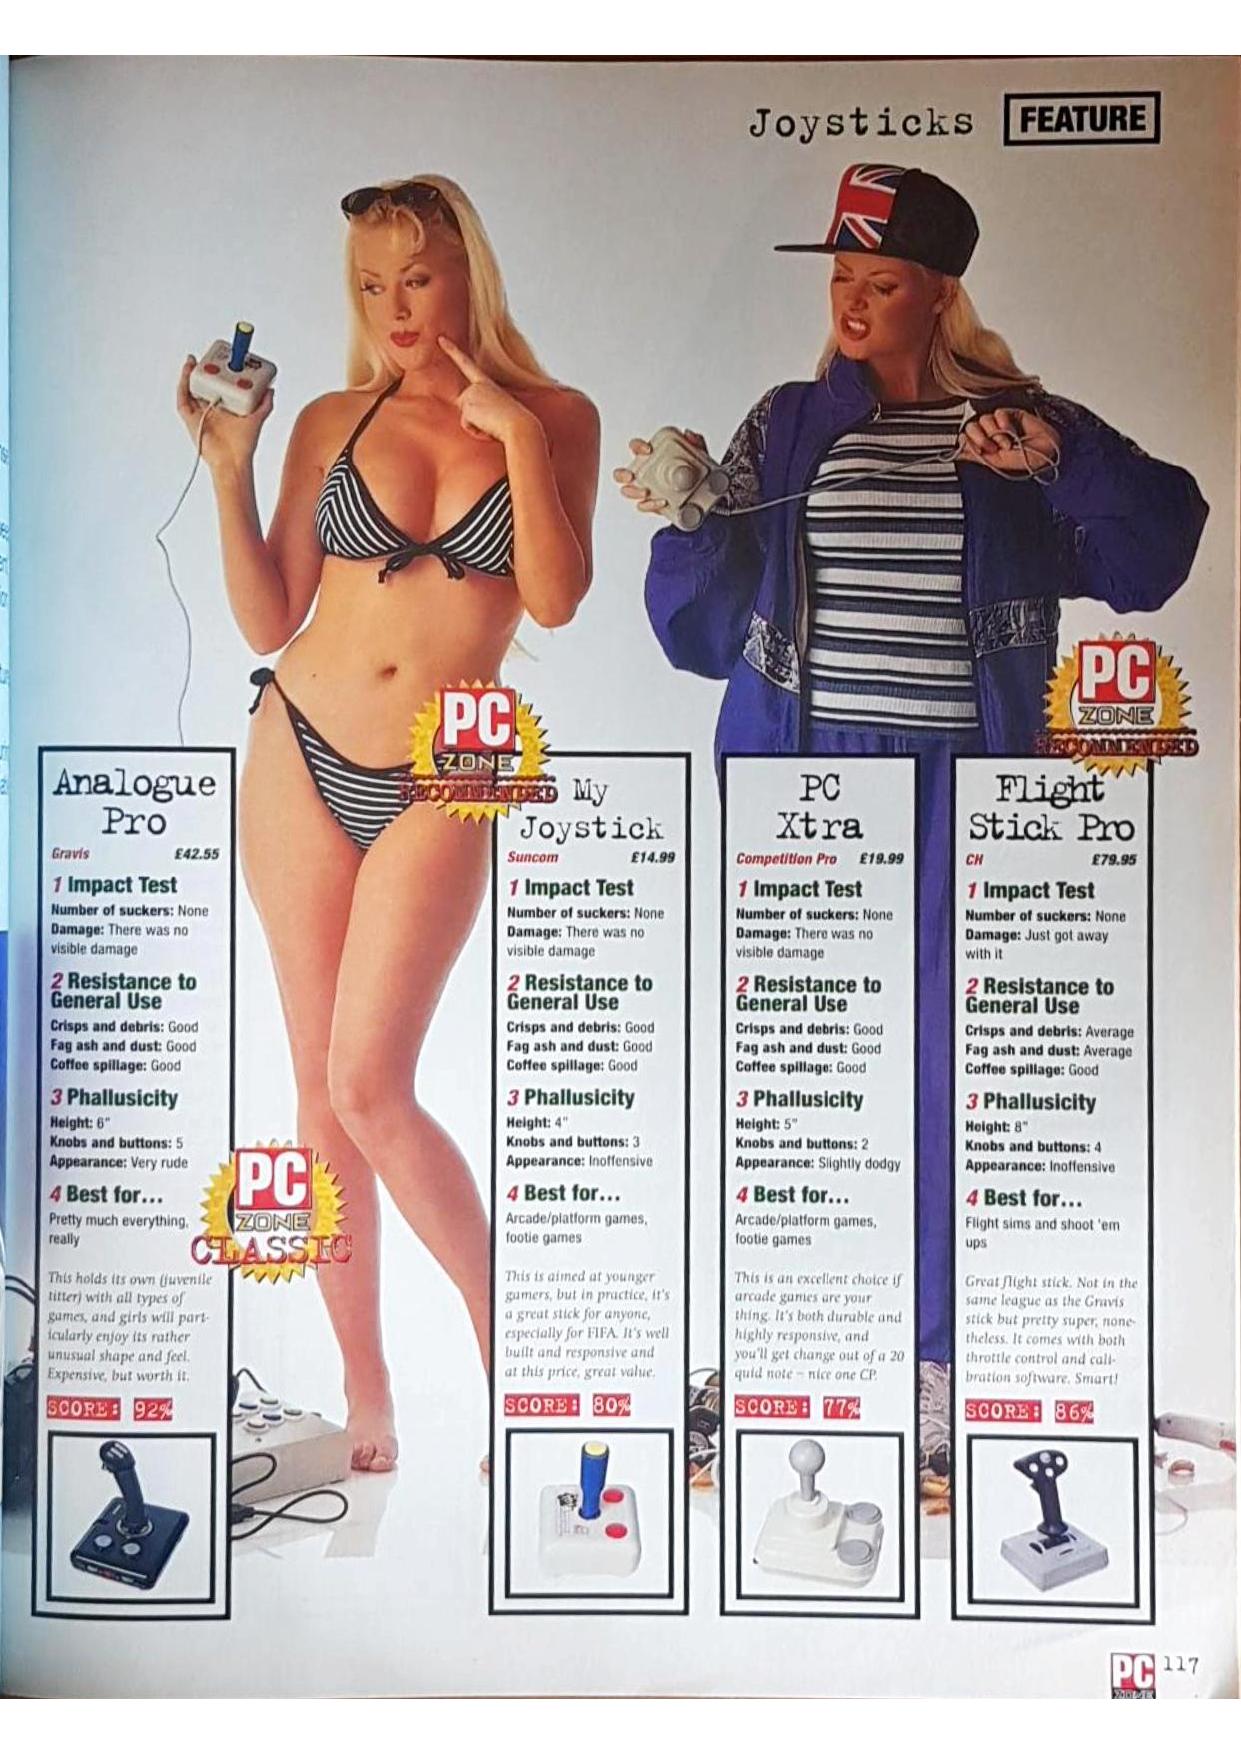 Joysticks FEATURE
PC
ZONE
RECOMMENDED
PC
ZONE
RECOMMENDED
Analogue
Pro
Gravis £42.55
1 Impact Test
Number of suckers: None
Damage: There was no
visible damage
2 Resistance to
General Use
Crisps and debris: Good
Fag ash and dust: Good
Coffee spillage: Good
3 Phallusicity
Height: 6"
Knobs and buttons: 5
Appearance: Very rude
4 Best for...
Pretty much everything,
really
This holds its own (juvenile
titter) with all types of
games, and girls will part-
icularly enjoy its rather
unusual shape and feel.
Expensive, but worth it.
SCORE: 92%
PC
ZONE
CLASSIC
My
Joystick
Suncom £14.99
1 Impact Test
Number of suckers: None
Damage: There was no
visible damage
2 Resistance to
General Use
Crisps and debris: Good
Fag ash and dust: Good
Coffee spillage: Good
3 Phallusicity
Height: 4"
Knobs and buttons: 3
Appearance: Inoffensive
4 Best for...
Arcade/platform games,
footie games
This is aimed at younger
gamers, but in practice, it's
a great stick for anyone,
especially for FIFA. It's well
built and responsive and
at this price, great value.
SCORE: 80%
PC
Xtra
Competition Pro £19.99
1 Impact Test
Number of suckers: None
Damage: There was no
visible damage
2 Resistance to
General Use
Crisps and debris: Good
Fag ash and dust: Good
Coffee spillage: Good
3 Phallusicity
Height: 5"
Knobs and buttons: 2
Appearance: Slightly dodgy
4 Best for...
Arcade/platform games,
footie games
This is an excellent choice if
arcade games are your
thing. It's both durable and
highly responsive, and
you'll get change out of a 20
quid note – nice one CP.
SCORE: 77%
Flight
Stick Pro
CH £79.95
1 Impact Test
Number of suckers: None
Damage: Just got away
with it
2 Resistance to
General Use
Crisps and debris: Average
Fag ash and dust: Average
Coffee spillage: Good
3 Phallusicity
Height: 8"
Knobs and buttons: 4
Appearance: Inoffensive
4 Best for...
Flight sims and shoot 'em
ups
Great flight stick. Not in the
same league as the Gravis
stick but pretty super, none-
theless. It comes with both
throttle control and cali-
bration software. Smart!
SCORE: 86%
PC
ZONE
117